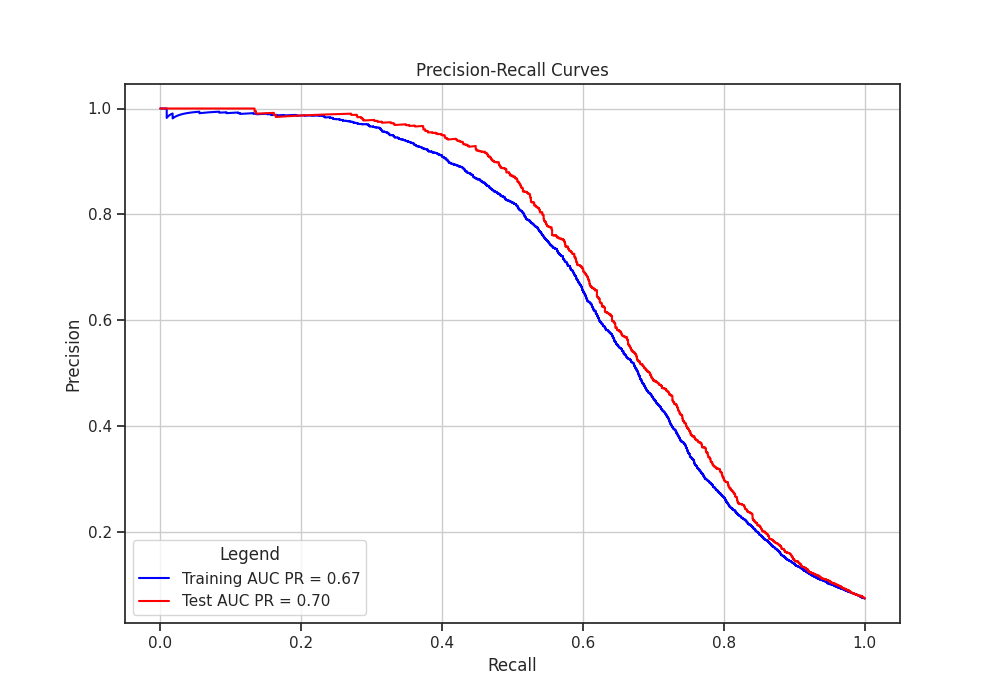 Precision-Recall Curves
1.0
0.8
0.6
0.4
0.2
Precision
Legend
Training AUC PR = 0.67
Test AUC PR = 0.70
0.0 0.2 0.4 0.6 0.8 1.0
Recall